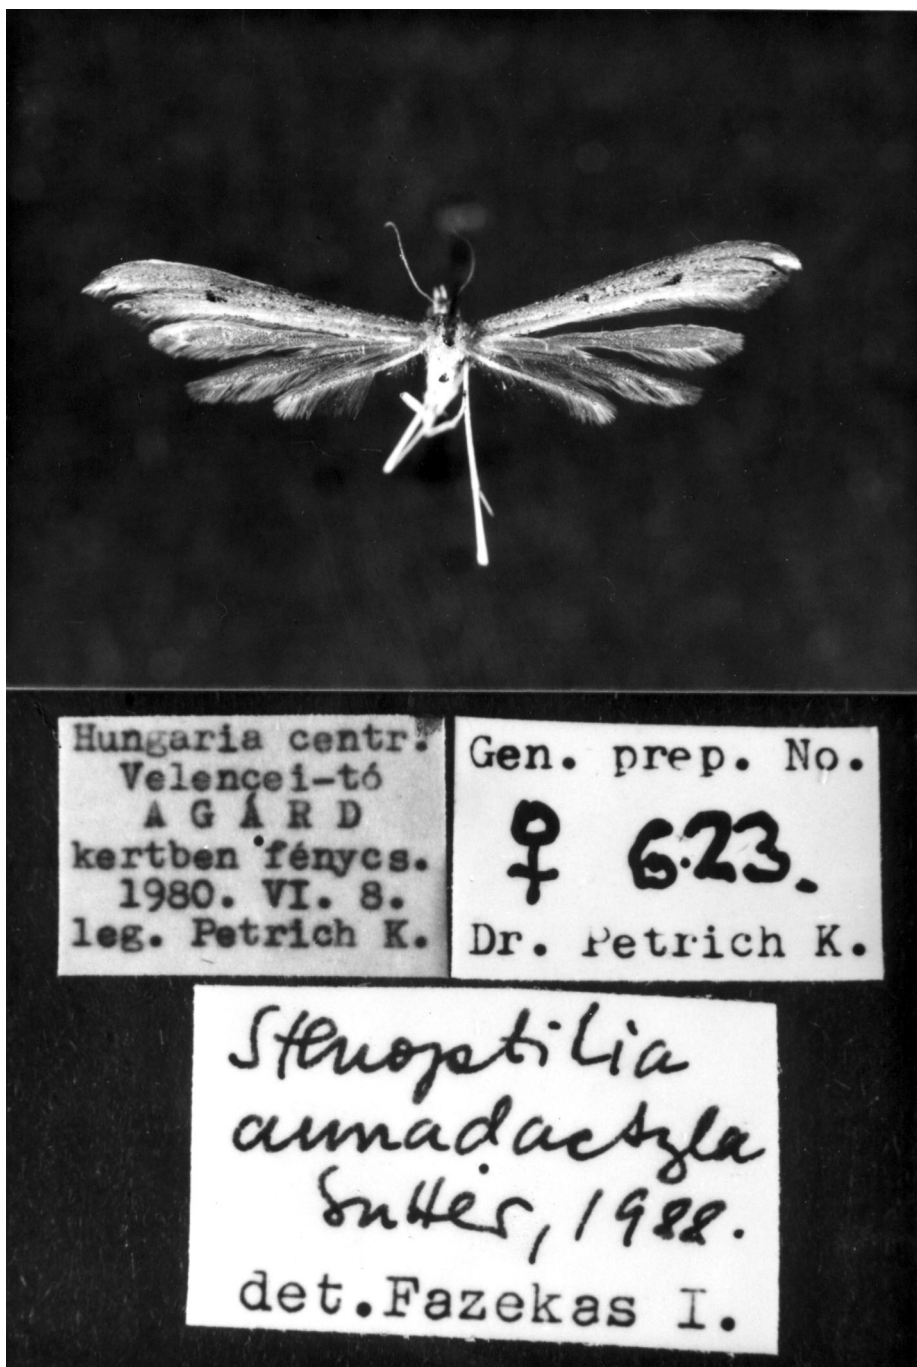 Hungaria centr.
Velencei-tó
AGÁRD
kertben fénycs.
1980. VI. 8.
leg. Petrich K.
Gen. prep. No.
♀ 623.
Dr. Petrich K.
Stenoptilia
annadactyla
Sutter, 1988.
det. Fazekas I.